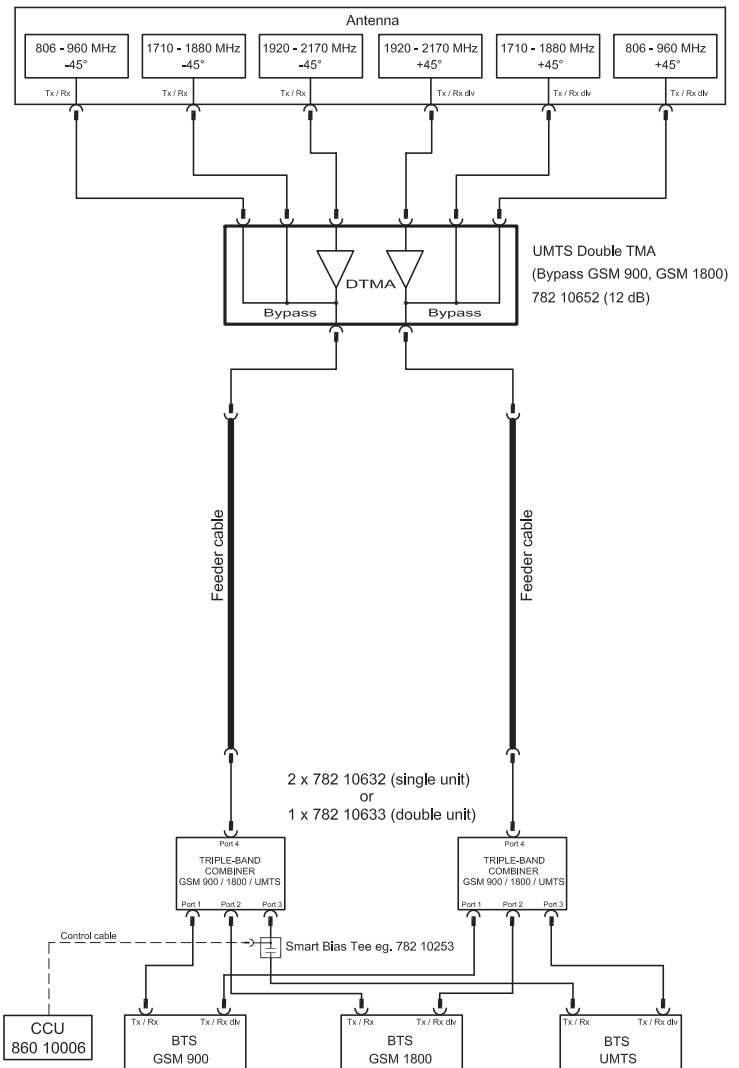 Antenna
806 - 960 MHz
-45°
1710 - 1880 MHz
-45°
1920 - 2170 MHz
-45°
1920 - 2170 MHz
+45°
1710 - 1880 MHz
+45°
806 - 960 MHz
+45°
Tx / Rx
Tx / Rx
Tx / Rx
Tx / Rx div
Tx / Rx div
Tx / Rx div
DTMA
Bypass
Bypass
UMTS Double TMA
(Bypass GSM 900, GSM 1800)
782 10652 (12 dB)
Feeder cable
Feeder cable
2 x 782 10632 (single unit)
or
1 x 782 10633 (double unit)
Port 4
TRIPLE-BAND
COMBINER
GSM 900 / 1800 / UMTS
Port 1
Port 2
Port 3
Port 4
TRIPLE-BAND
COMBINER
GSM 900 / 1800 / UMTS
Port 1
Port 2
Port 3
Control cable
Smart Bias Tee eg. 782 10253
CCU
860 10006
Tx / Rx
Tx / Rx div
BTS
GSM 900
Tx / Rx
Tx / Rx div
BTS
GSM 1800
Tx / Rx
Tx / Rx div
BTS
UMTS